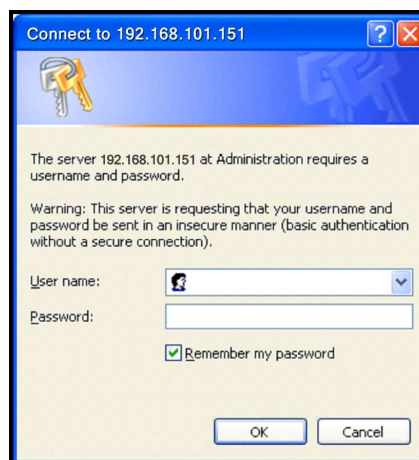 Connect to 192.168.101.151
The server 192.168.101.151 at Administration requires a
username and password.
Warning: This server is requesting that your username and
password be sent in an insecure manner (basic authentication
without a secure connection).
User name:
Password:
Remember my password
OK
Cancel